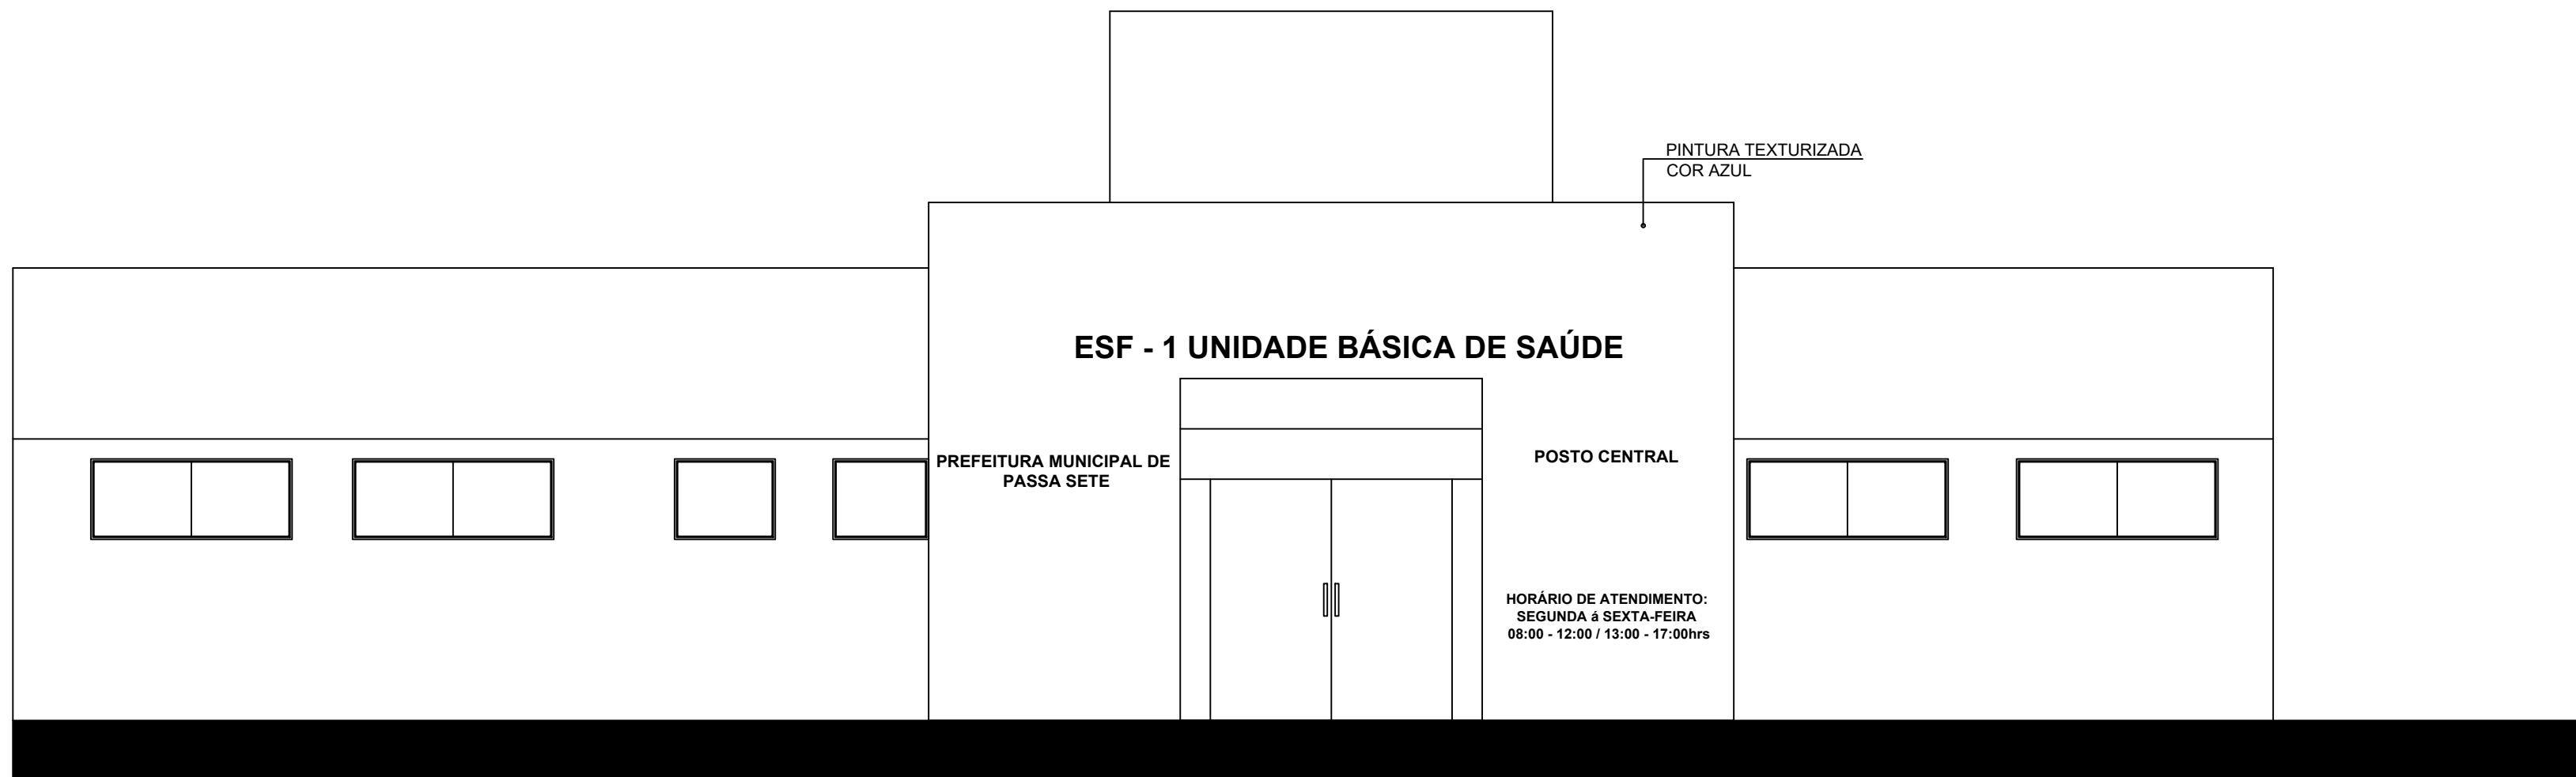 PINTURA TEXTURIZADA
COR AZUL
ESF - 1 UNIDADE BÁSICA DE SAÚDE
PREFEITURA MUNICIPAL DE
PASSA SETE
POSTO CENTRAL
HORÁRIO DE ATENDIMENTO:
SEGUNDA á SEXTA-FEIRA
08:00 - 12:00 / 13:00 - 17:00hrs